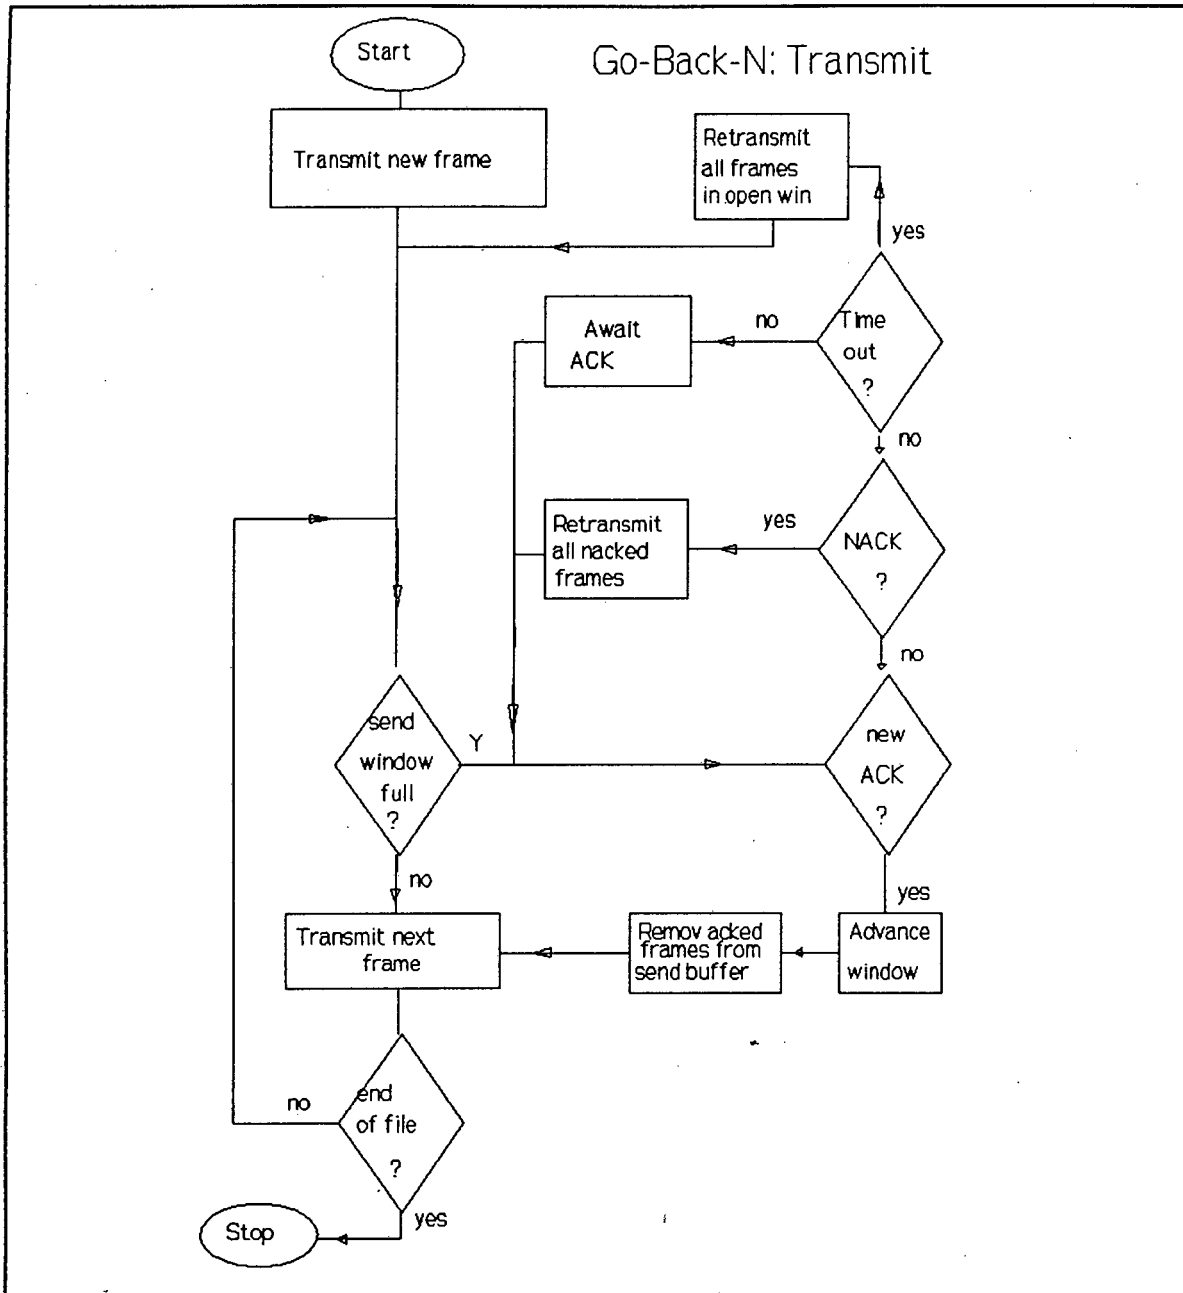 Start
Go-Back-N: Transmit
Transmit new frame
Retransmit
all frames
in open win
yes
Time
out
?
no
Await
ACK
no
NACK
?
yes
Retransmit
all nacked
frames
no
new
ACK
?
send
window
full
?
Y
no
yes
Transmit next
frame
Remov acked
frames from
send buffer
Advance
window
end
of file
?
no
yes
Stop